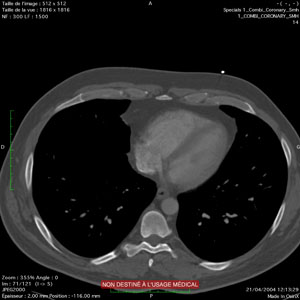 Taille de l'image : 512 x 512
Taille de la vue : 1816 x 1816
NF : 300 LF : 1500
A
- ( - , - )
Specials 1_Combi_Coronary_Smh
1_COMBI_CORONARY_SMH
14
D
G
Zoom : 355% Angle : 0
Im : 71/121 (I -> S)
JPEG2000
Epaisseur : 2.00 mm Position : -116.00 mm
NON DESTINÉ À L'USAGE MÉDICAL
P
21/04/2004 12:13:29
Made In OsiriX